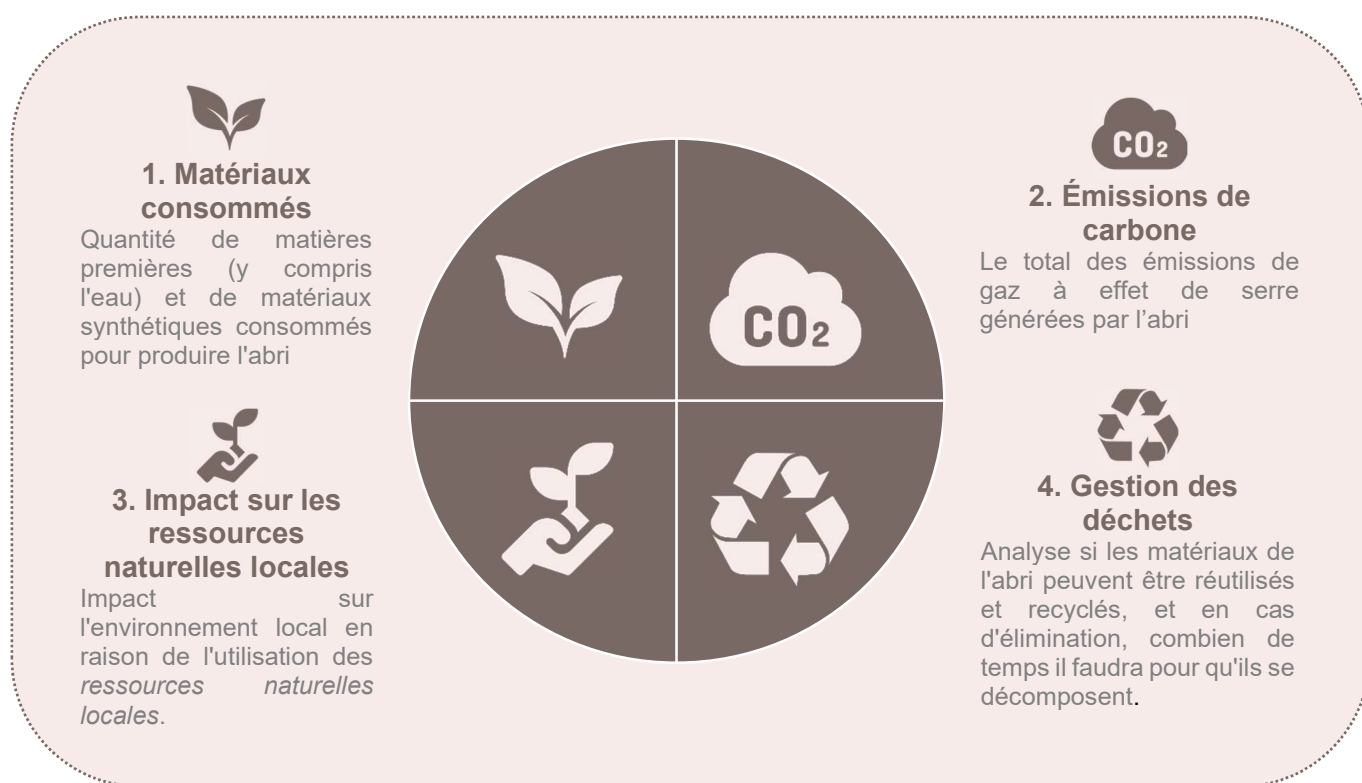 1. Matériaux
consommés
Quantité de matières
premières (y compris
l'eau) et de matériaux
synthétiques consommés
pour produire l'abri
CO2
2. Émissions de
carbone
Le total des émissions de
gaz à effet de serre
générées par l’abri
CO2
3. Impact sur les
ressources
naturelles locales
Impact sur
l'environnement local en
raison de l'utilisation des
ressources naturelles
locales.
4. Gestion des
déchets
Analyse si les matériaux de
l'abri peuvent être réutilisés
et recyclés, et en cas
d'élimination, combien de
temps il faudra pour qu'ils se
décomposent.